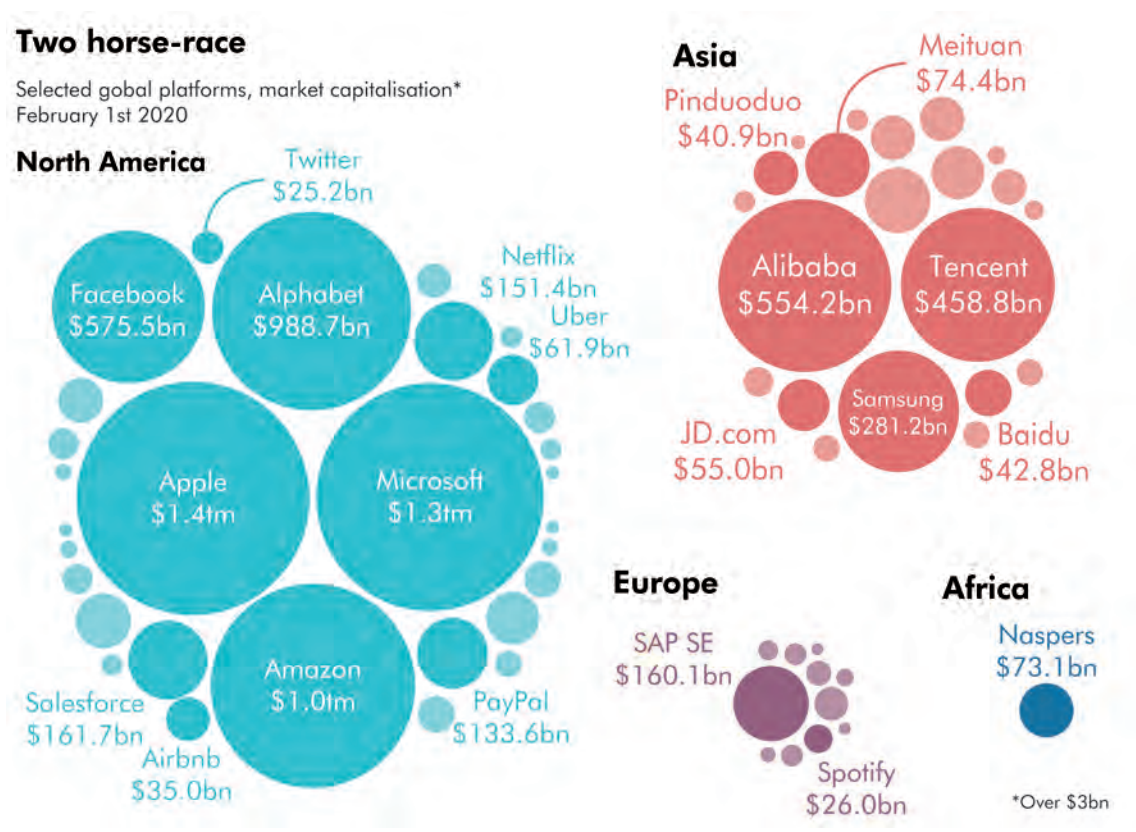 Two horse-race
Selected gobal platforms, market capitalisation*
February 1st 2020
North America
Twitter
$25.2bn
Facebook
$575.5bn
Alphabet
$988.7bn
Netflix
$151.4bn
Uber
$61.9bn
Apple
$1.4tm
Microsoft
$1.3tm
Amazon
$1.0tm
Salesforce
$161.7bn
Airbnb
$35.0bn
PayPal
$133.6bn
Asia
Meituan
$74.4bn
Pinduoduo
$40.9bn
Alibaba
$554.2bn
Tencent
$458.8bn
Samsung
$281.2bn
JD.com
$55.0bn
Baidu
$42.8bn
Europe
SAP SE
$160.1bn
Spotify
$26.0bn
Africa
Naspers
$73.1bn
*Over $3bn